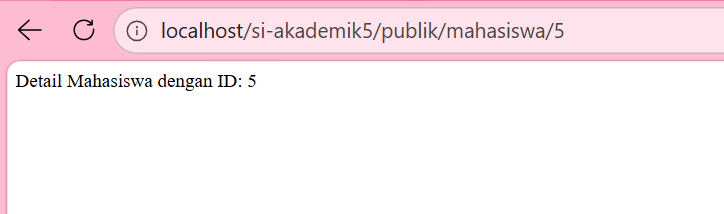 localhost/si-akademik5/publik/mahasiswa/5
Detail Mahasiswa dengan ID: 5